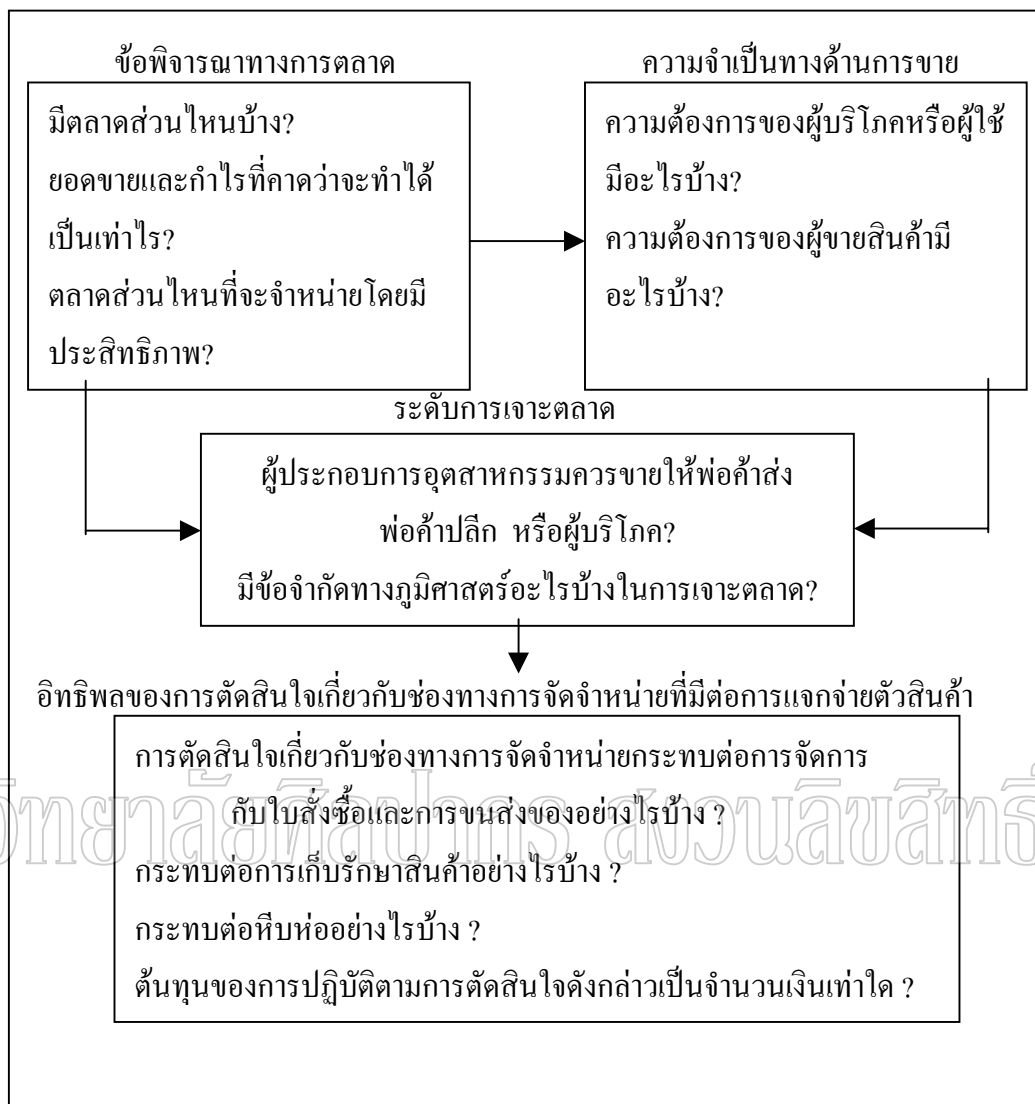 ข้อพิจารณาทางการตลาด
มีตลาดส่วนไหนบ้าง?
ยอดขายและกำไรที่คาดว่าจะทำได้
เป็นเท่าไร?
ตลาดส่วนไหนที่จะจำหน่ายโดยมี
ประสิทธิภาพ?
ความจำเป็นทางด้านการขาย
ความต้องการของผู้บริโภคหรือผู้ใช้
มีอะไรบ้าง?
ความต้องการของผู้ขายสินค้ามี
อะไรบ้าง?
ระดับการเจาะตลาด
ผู้ประกอบการอุตสาหกรรมควรขายให้พ่อค้าส่ง
พ่อค้าปลีก หรือผู้บริโภค?
มีข้อจำกัดทางภูมิศาสตร์อะไรบ้างในการเจาะตลาด?
อิทธิพลของการตัดสินใจเกี่ยวกับช่องทางการจัดจำหน่ายที่มีต่อการแจกจ่ายตัวสินค้า
การตัดสินใจเกี่ยวกับช่องทางการจัดจำหน่ายกระทบต่อการจัดการ
กับใบสั่งซื้อและการขนส่งของอย่างไรบ้าง ?
กระทบต่อการเก็บรักษาสินค้าอย่างไรบ้าง ?
กระทบต่อหีบห่ออย่างไรบ้าง ?
ต้นทุนของการปฏิบัติตามการตัดสินใจดังกล่าวเป็นจำนวนเงินเท่าใด ?
วิทยาลัยศิลปากร สงวนลิขสิทธิ์